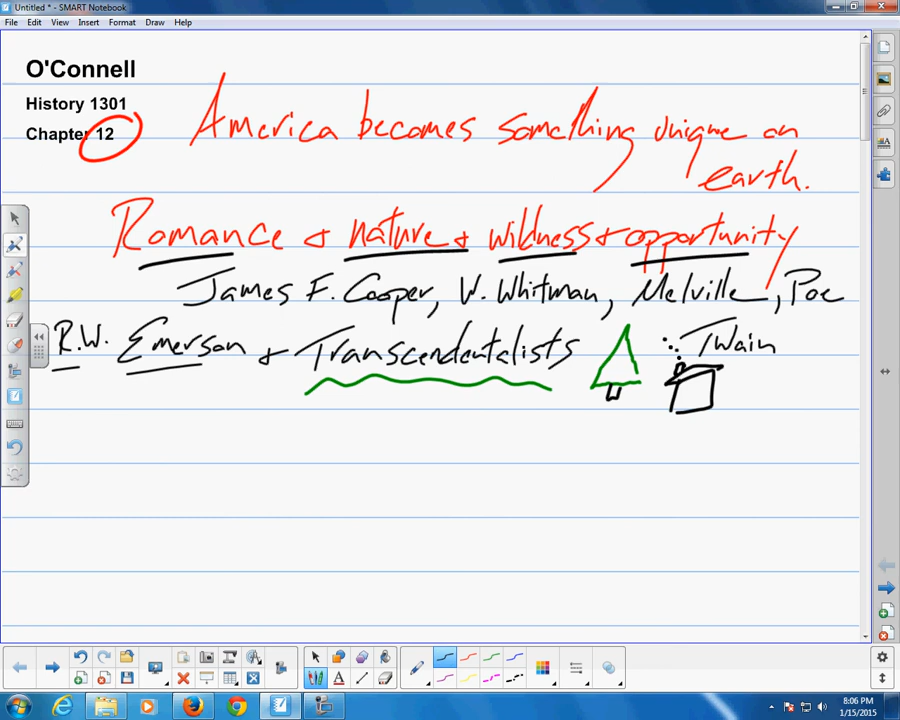 Untitled * - SMART Notebook
File Edit View Insert Format Draw Help
O'Connell
History 1301
Chapter 12
America becomes something unique on
earth.
Romance & nature & wildness & opportunity
James F. Cooper, W. Whitman, Melville, Poe
R.W. Emerson & Transcendentalists Twain
8:06 PM
1/15/2015